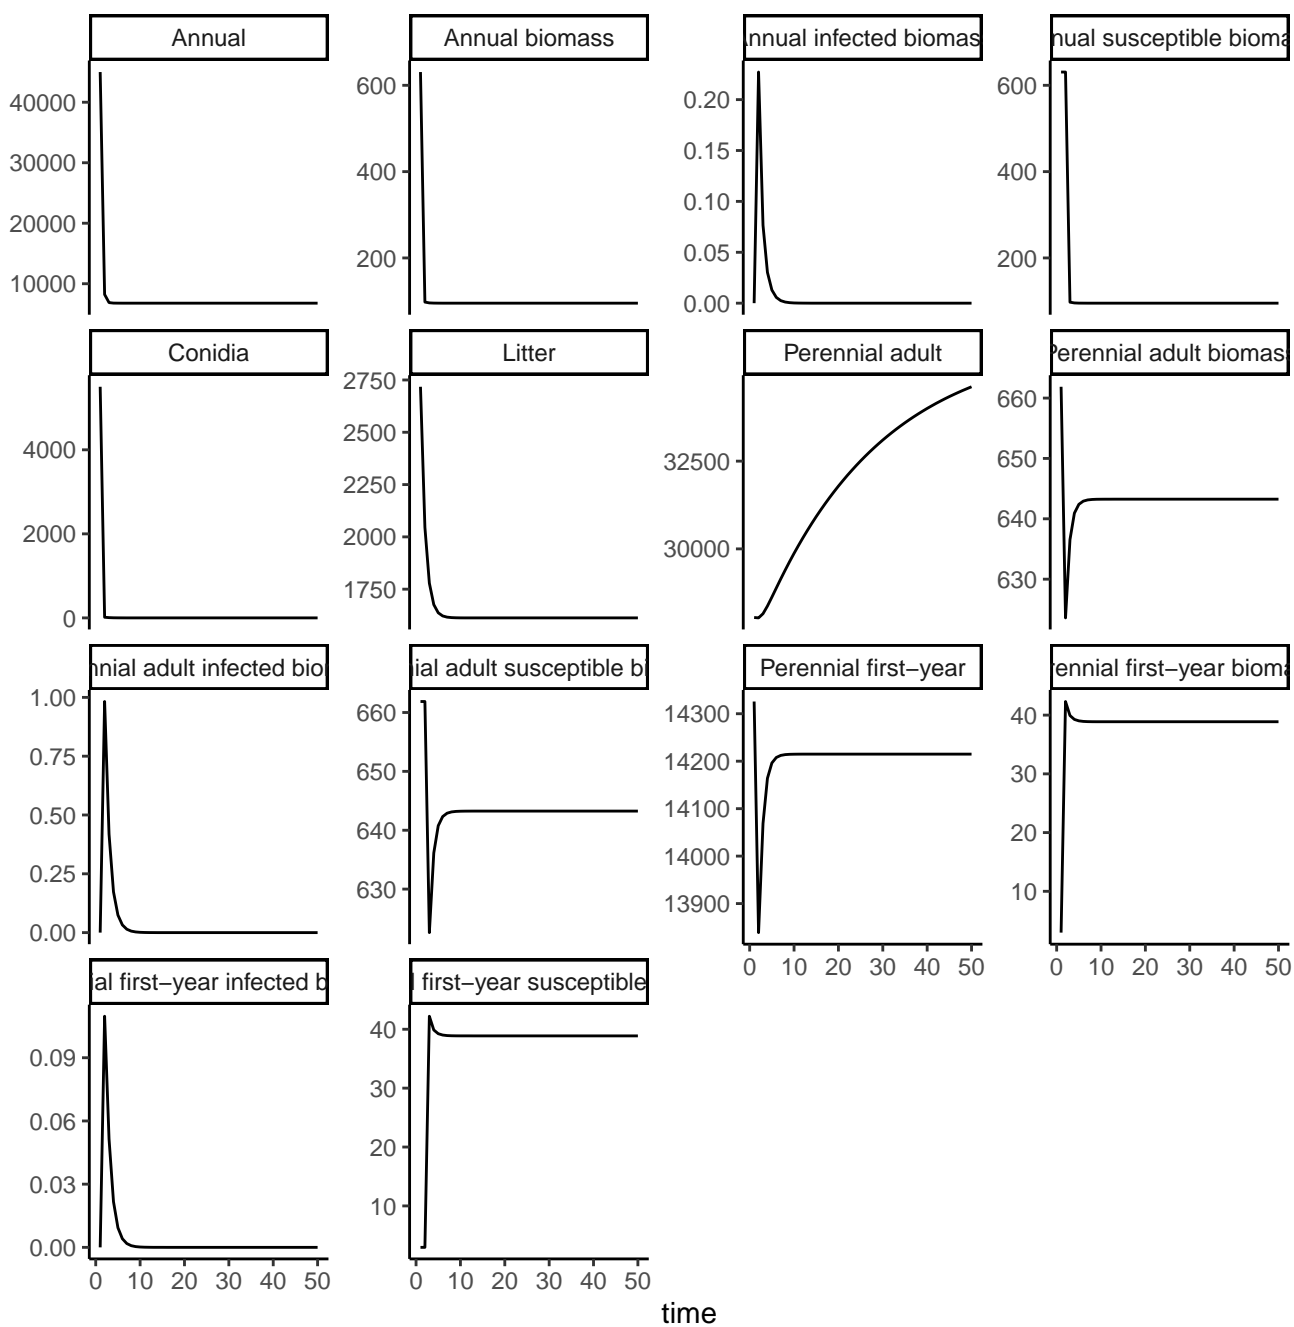 Annual
Annual biomass
nnual infected biomas
nual susceptible bioma
40000
30000
20000
10000
600
400
200
0.20
0.15
0.10
0.05
0.00
600
400
200
Conidia
Litter
Perennial adult
Perennial adult biomass
4000
2000
0
2750
2500
2250
2000
1750
32500
30000
660
650
640
630
nnial adult infected bio
ial adult susceptible b
Perennial first−year
rennial first−year bioma
1.00
0.75
0.50
0.25
0.00
660
650
640
630
14300
14200
14100
14000
13900
40
30
20
10
0 10 20 30 40 50
0 10 20 30 40 50
ial first−year infected b
l first−year susceptible
0.09
0.06
0.03
0.00
40
30
20
10
0 10 20 30 40 50
0 10 20 30 40 50
time